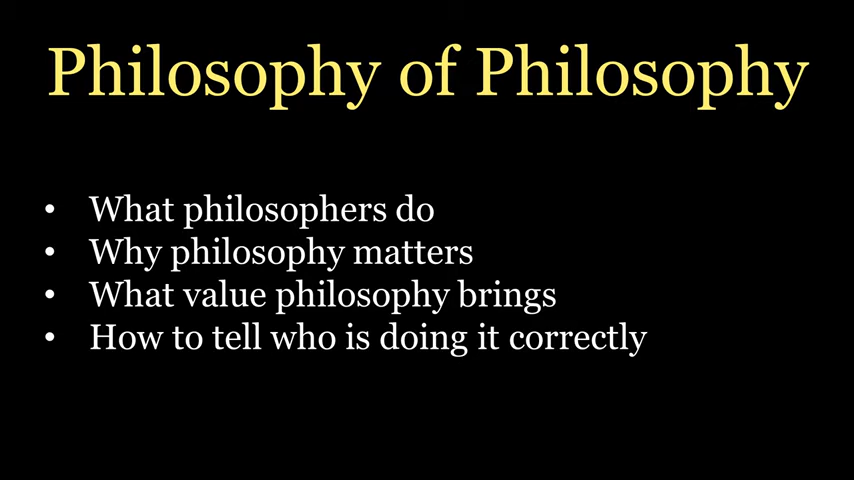 Philosophy of Philosophy
• What philosophers do
• Why philosophy matters
• What value philosophy brings
• How to tell who is doing it correctly